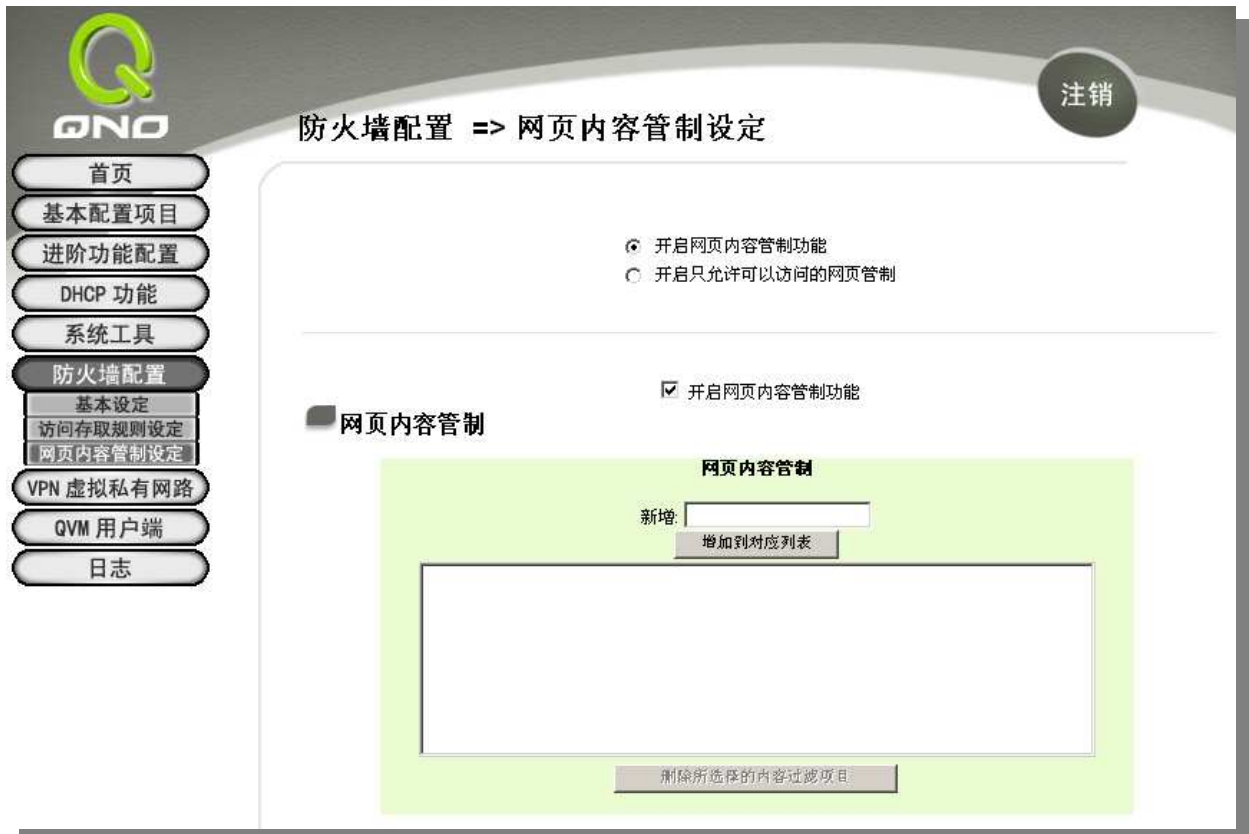 QNO
注销
防火墙配置 => 网页内容管制设定
首页
基本配置项目
进阶功能配置
DHCP 功能
系统工具
防火墙配置
基本设定
访问存取规则设定
网页内容管制设定
VPN 虚拟私有网路
QVM 用户端
日志
开启网页内容管制功能
开启只允许可以访问的网页管制
开启网页内容管制功能
网页内容管制
网页内容管制
新增:
增加到对应列表
删除所选择的内容过滤项目